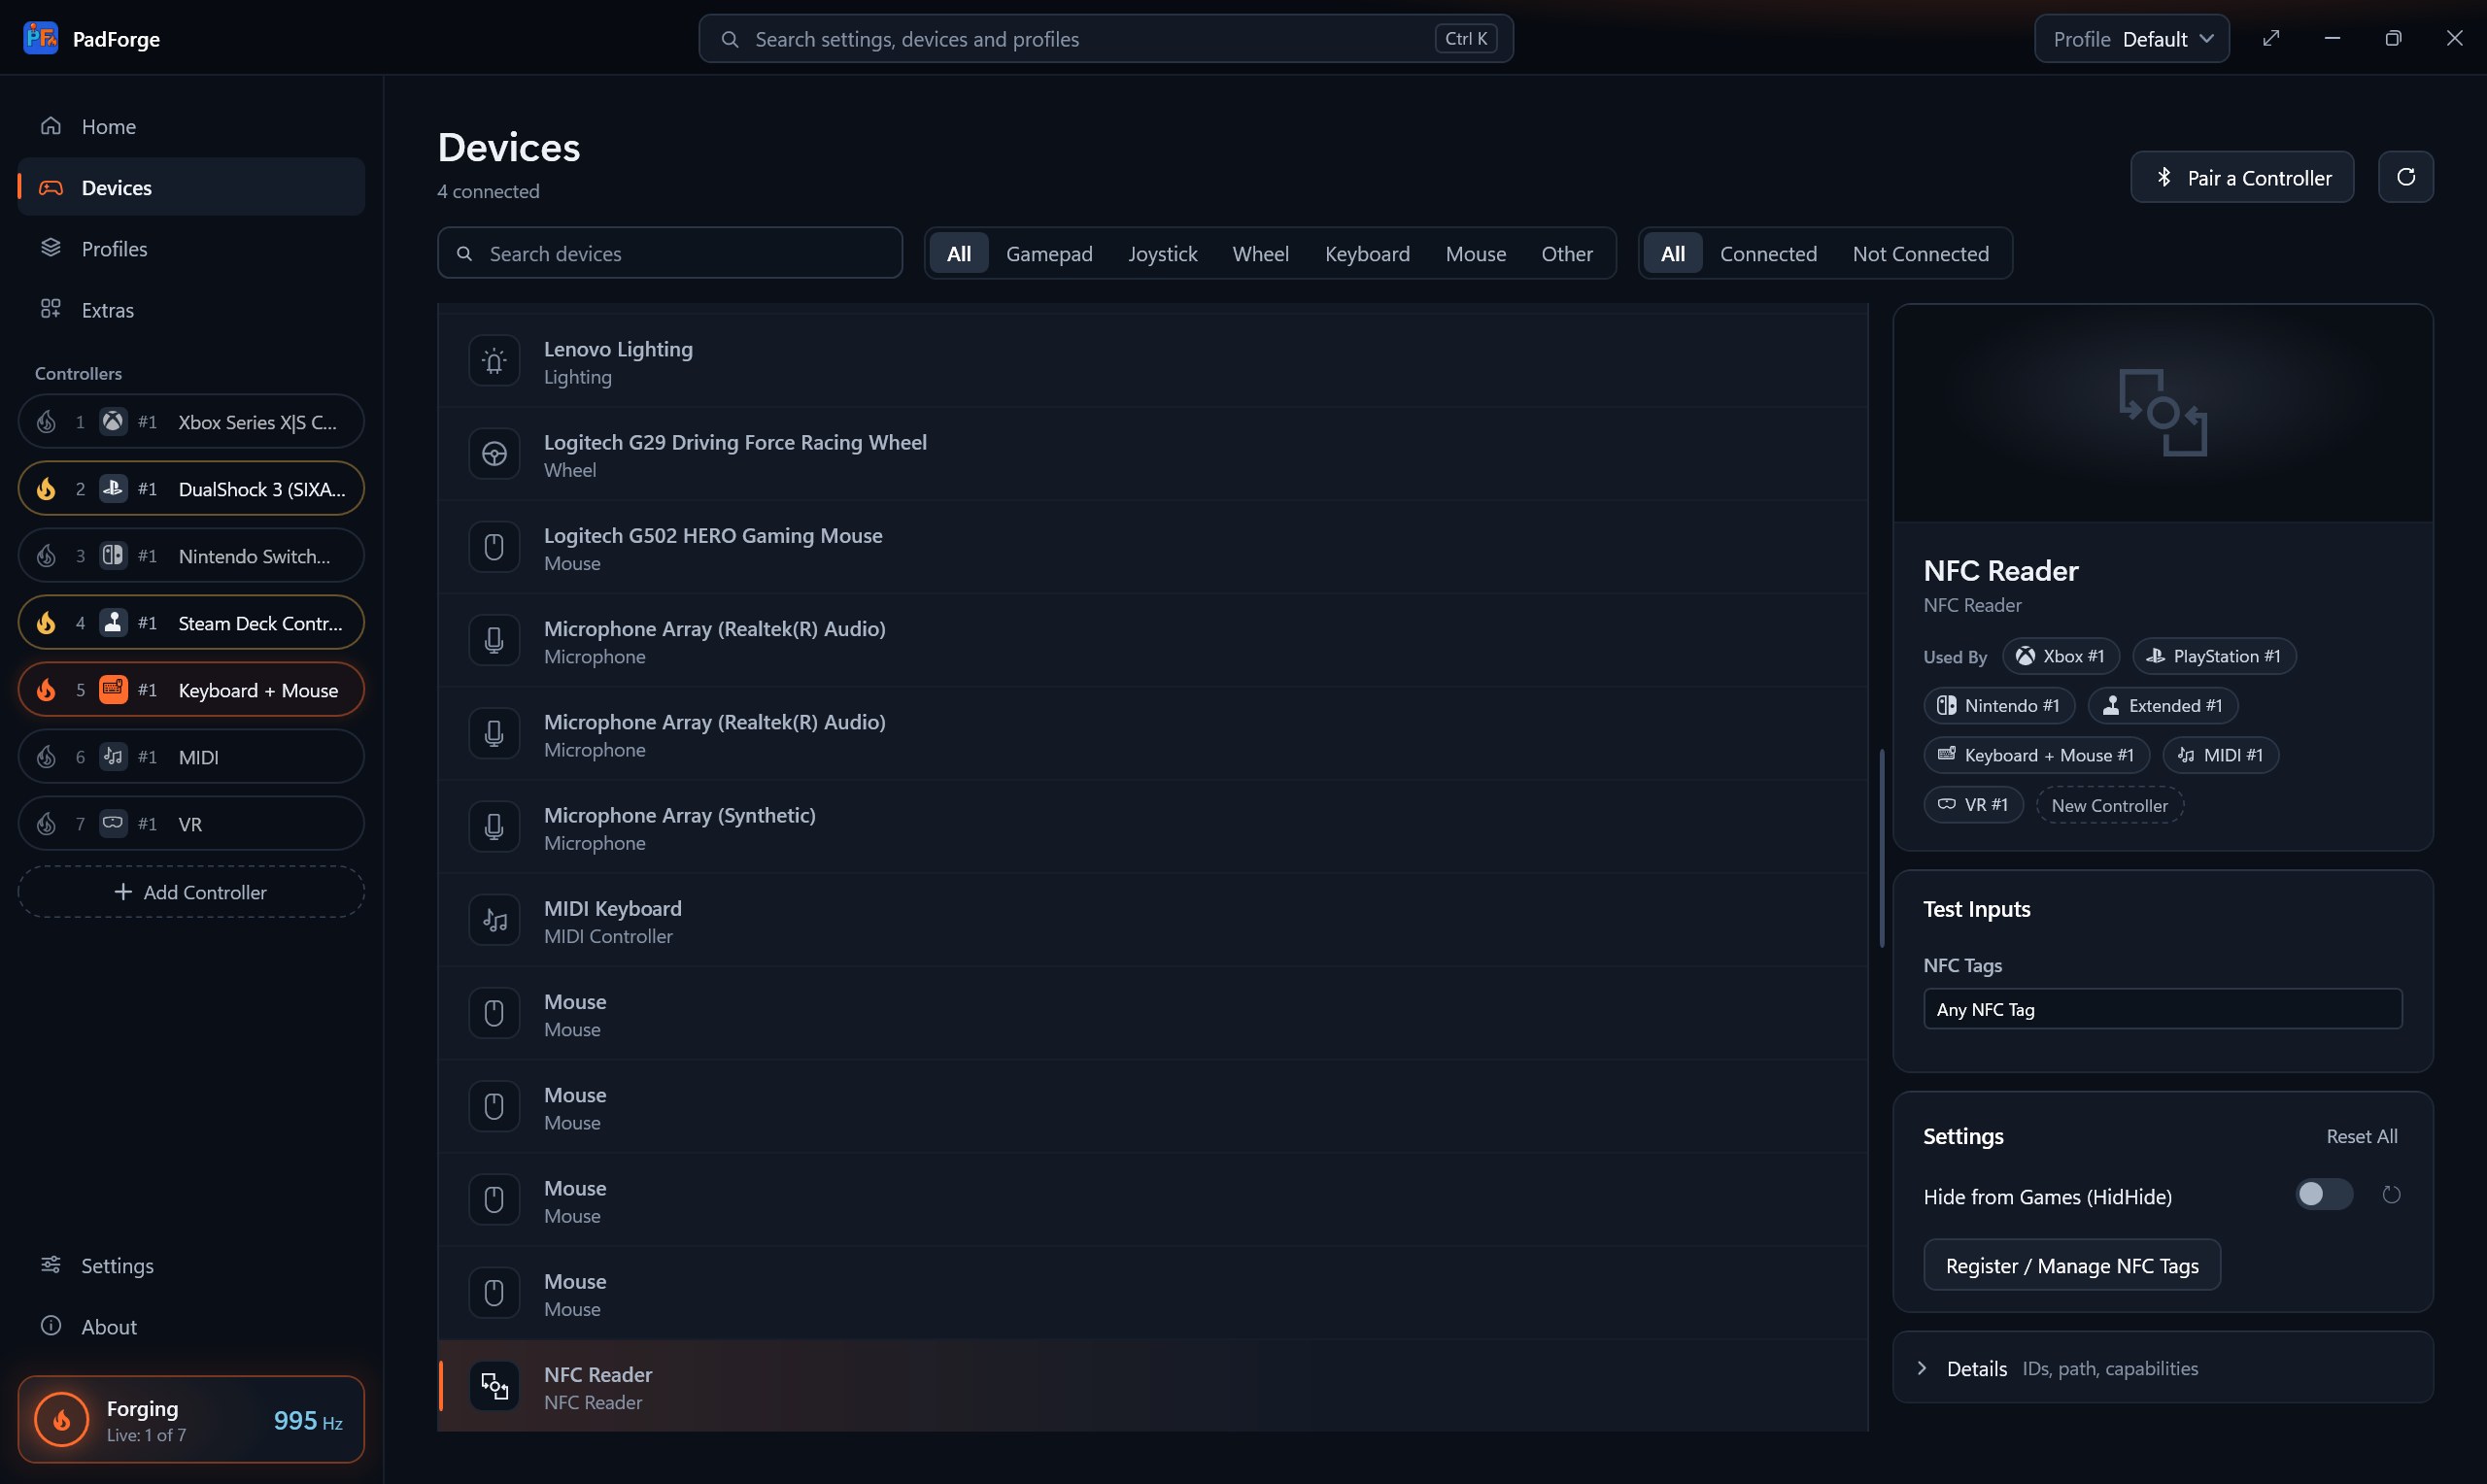 PadForge
Search settings, devices and profiles
Ctrl K
Profile Default
Home
Devices
Profiles
Extras
Controllers
1 #1 Xbox Series X|S C...
2 #1 DualShock 3 (SIXA...
3 #1 Nintendo Switch...
4 #1 Steam Deck Contr...
5 #1 Keyboard + Mouse
6 #1 MIDI
7 #1 VR
Add Controller
Settings
About
Forging
Live: 1 of 7
995 Hz
Devices
4 connected
Pair a Controller
Search devices
All Gamepad Joystick Wheel Keyboard Mouse Other
All Connected Not Connected
Lenovo Lighting
Lighting
Logitech G29 Driving Force Racing Wheel
Wheel
Logitech G502 HERO Gaming Mouse
Mouse
Microphone Array (Realtek(R) Audio)
Microphone
Microphone Array (Realtek(R) Audio)
Microphone
Microphone Array (Synthetic)
Microphone
MIDI Keyboard
MIDI Controller
Mouse
Mouse
Mouse
Mouse
Mouse
Mouse
Mouse
Mouse
NFC Reader
NFC Reader
NFC Reader
NFC Reader
Used By Xbox #1 PlayStation #1
Nintendo #1 Extended #1
Keyboard + Mouse #1 MIDI #1
VR #1 New Controller
Test Inputs
NFC Tags
Any NFC Tag
Settings
Reset All
Hide from Games (HidHide)
Register / Manage NFC Tags
Details IDs, path, capabilities